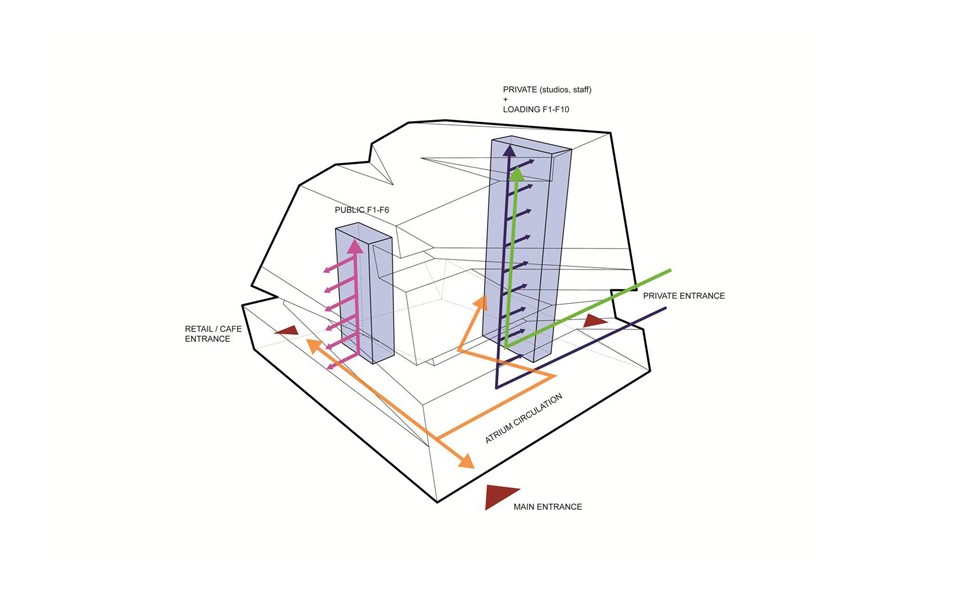 PRIVATE (studios, staff)
+
LOADING F1-F10
PUBLIC F1-F6
PRIVATE ENTRANCE
RETAIL / CAFE
ENTRANCE
ATRIUM CIRCULATION
MAIN ENTRANCE